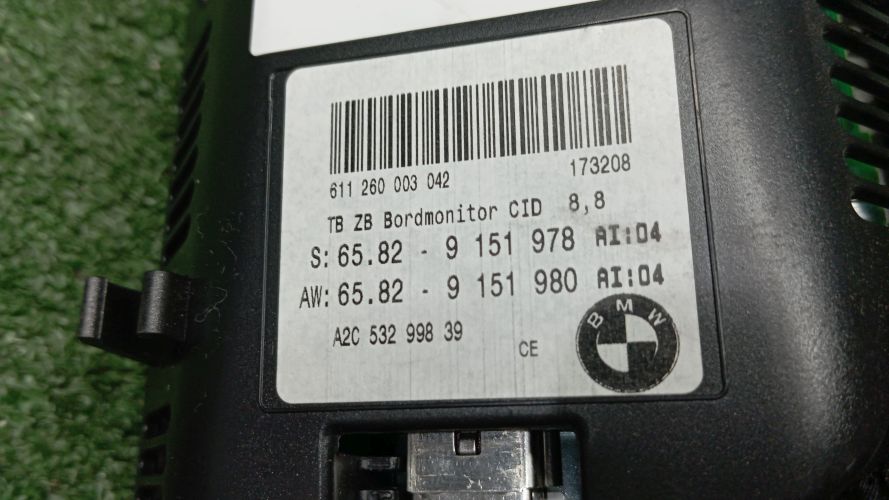 611 260 003 042 173208
TB ZB Bordmonitor CID 8,8
S: 65.82 - 9 151 978 AI:04
AW: 65.82 - 9 151 980 AI:04
A2C 532 998 39
CE
BMW